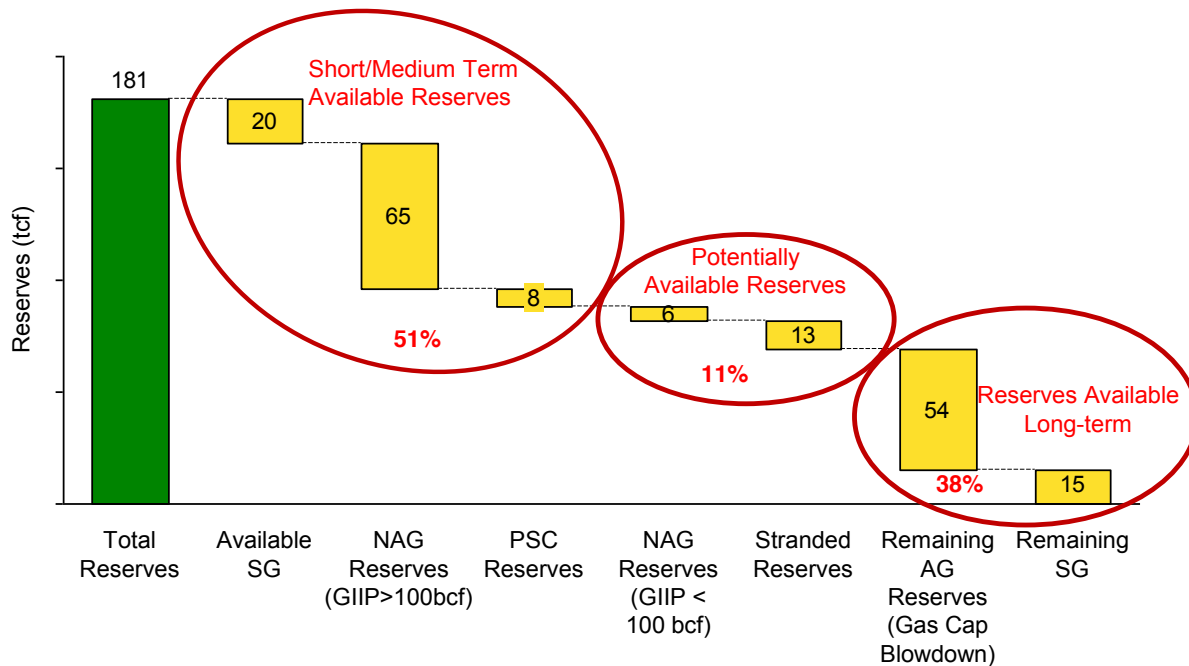 181
Short/Medium Term
Available Reserves
20
65
8
51%
Potentially
Available Reserves
6
13
11%
Reserves Available
Long-term
54
38%
15
Reserves (tcf)
Total
Reserves
Available
SG
NAG
Reserves
(GIIP>100bcf)
PSC
Reserves
NAG
Reserves
(GIIP <
100 bcf)
Stranded
Reserves
Remaining
AG
Reserves
(Gas Cap
Blowdown)
Remaining
SG